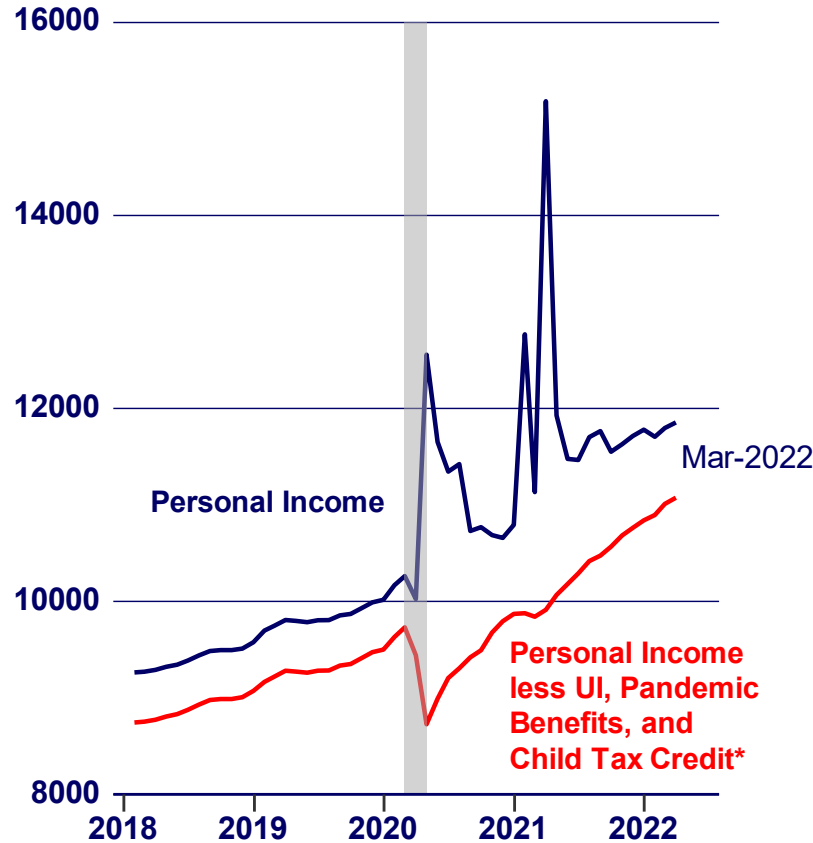 16000
14000
12000
Mar-2022
Personal Income
10000
Personal Income
less UI, Pandemic
Benefits, and
Child Tax Credit*
8000
2018 2019 2020 2021 2022